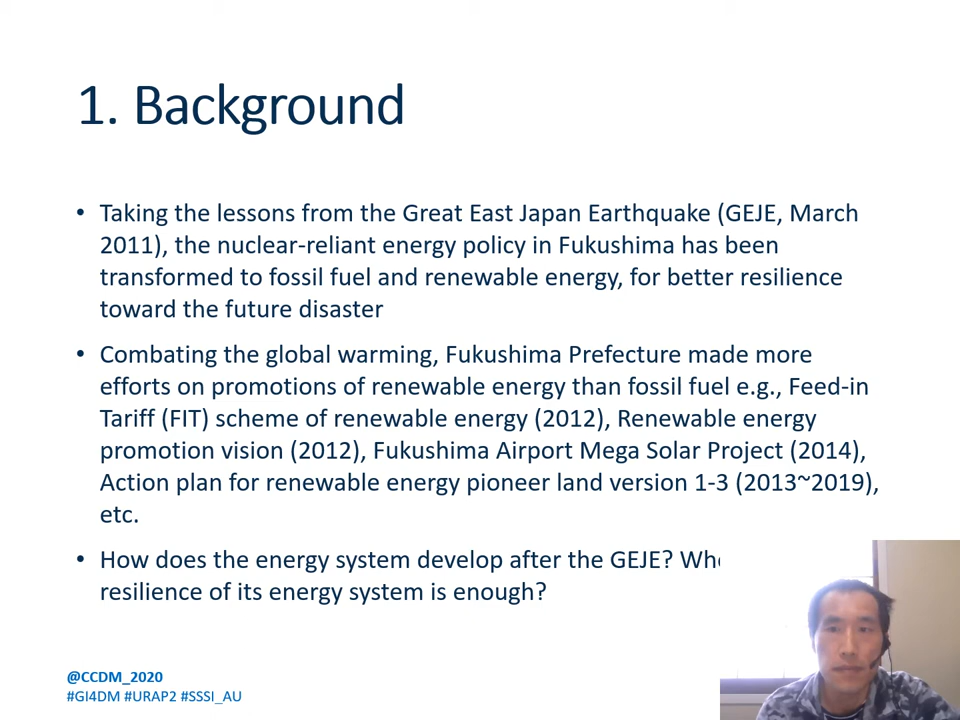 1. Background
• Taking the lessons from the Great East Japan Earthquake (GEJE, March
2011), the nuclear-reliant energy policy in Fukushima has been
transformed to fossil fuel and renewable energy, for better resilience
toward the future disaster
• Combating the global warming, Fukushima Prefecture made more
efforts on promotions of renewable energy than fossil fuel e.g., Feed-in
Tariff (FIT) scheme of renewable energy (2012), Renewable energy
promotion vision (2012), Fukushima Airport Mega Solar Project (2014),
Action plan for renewable energy pioneer land version 1-3 (2013~2019),
etc.
• How does the energy system develop after the GEJE?
resilience of its energy system is enough?
@CCDM_2020
#GI4DM #URAP2 #SSSI_AU